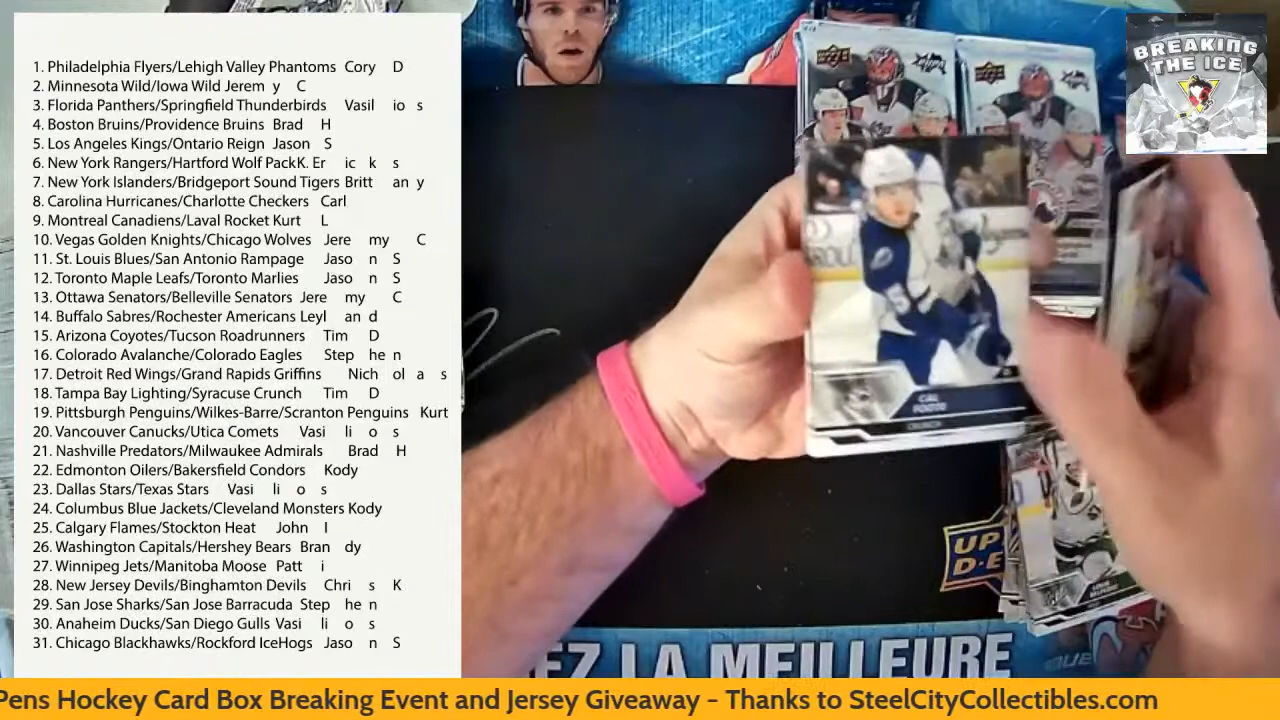 1. Philadelphia Flyers/Lehigh Valley Phantoms Cory D
2. Minnesota Wild/Iowa Wild Jerem y C
3. Florida Panthers/Springfield Thunderbirds Vasil io s
4. Boston Bruins/Providence Bruins Brad H
5. Los Angeles Kings/Ontario Reign Jason S
6. New York Rangers/Hartford Wolf PackK. Er ic k s
7. New York Islanders/Bridgeport Sound Tigers Britt an y
8. Carolina Hurricanes/Charlotte Checkers Carl
9. Montreal Canadiens/Laval Rocket Kurt L
10. Vegas Golden Knights/Chicago Wolves Jere my C
11. St. Louis Blues/San Antonio Rampage Jaso n S
12. Toronto Maple Leafs/Toronto Marlies Jaso n S
13. Ottawa Senators/Belleville Senators Jere my C
14. Buffalo Sabres/Rochester Americans Leyl an d
15. Arizona Coyotes/Tucson Roadrunners Tim D
16. Colorado Avalanche/Colorado Eagles Step he n
17. Detroit Red Wings/Grand Rapids Griffins Nich ol a s
18. Tampa Bay Lighting/Syracuse Crunch Tim D
19. Pittsburgh Penguins/Wilkes-Barre/Scranton Penguins Kurt
20. Vancouver Canucks/Utica Comets Vasi li o s
21. Nashville Predators/Milwaukee Admirals Brad H
22. Edmonton Oilers/Bakersfield Condors Kody
23. Dallas Stars/Texas Stars Vasi li o s
24. Columbus Blue Jackets/Cleveland Monsters Kody
25. Calgary Flames/Stockton Heat John I
26. Washington Capitals/Hershey Bears Bran dy
27. Winnipeg Jets/Manitoba Moose Patt i
28. New Jersey Devils/Binghamton Devils Chri s K
29. San Jose Sharks/San Jose Barracuda Step he n
30. Anaheim Ducks/San Diego Gulls Vasi li o s
31. Chicago Blackhawks/Rockford IceHogs Jaso n S
BREAKING
THE ICE
UPPER DECK
UPPER DECK
CAL
FOOTE
CRUNCH
UP
D·E
EZ LA MEILLEURE
Pens Hockey Card Box Breaking Event and Jersey Giveaway – Thanks to SteelCityCollectibles.com